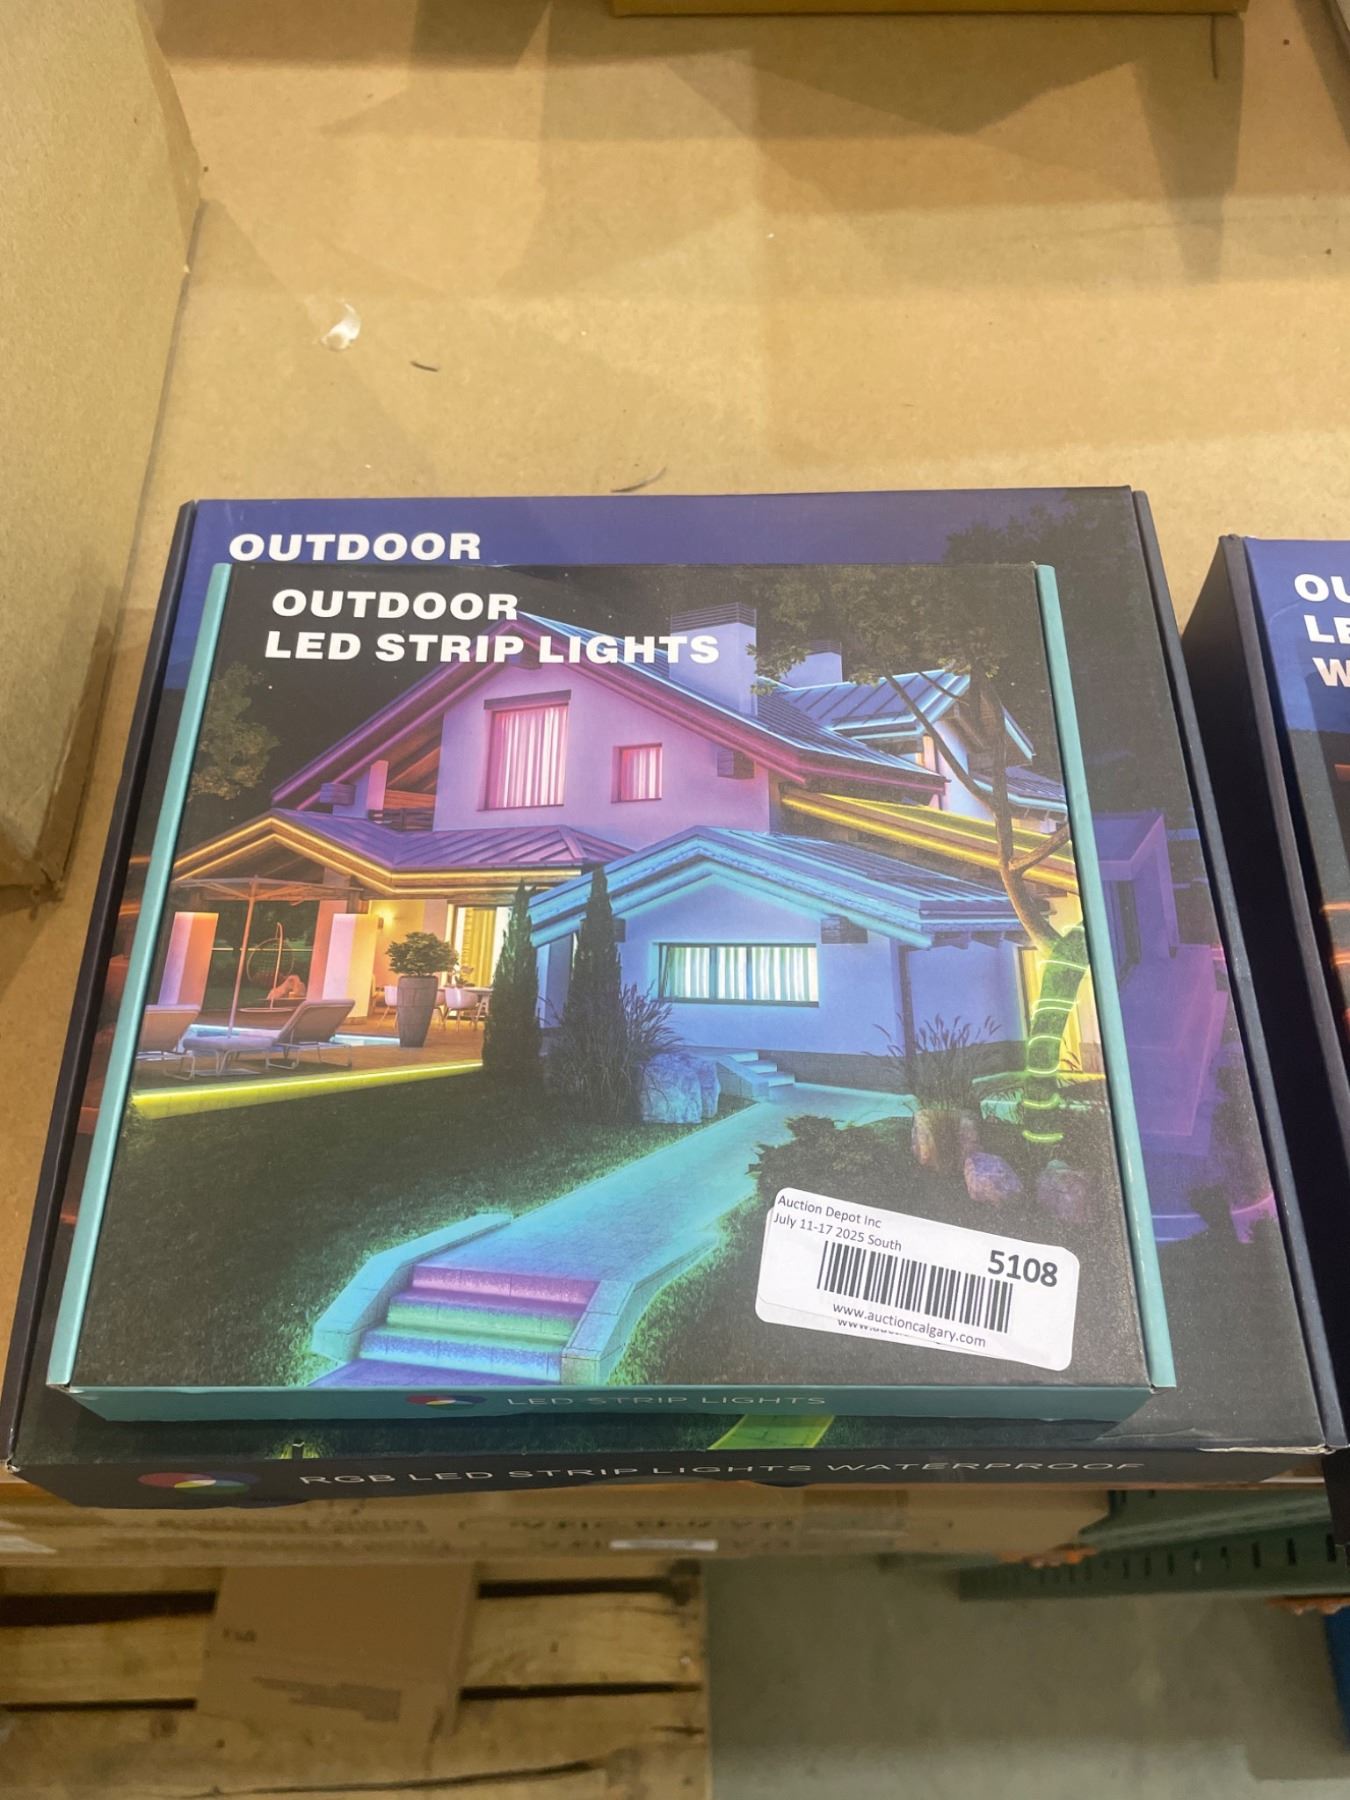 OUTDOOR
OUTDOOR
LED STRIP LIGHTS
Auction Depot Inc
July 11-17 2025 South
5108
www.auctioncalgary.com
LED STRIP LIGHTS
RGB LED STRIP LIGHTS WATERPROOF